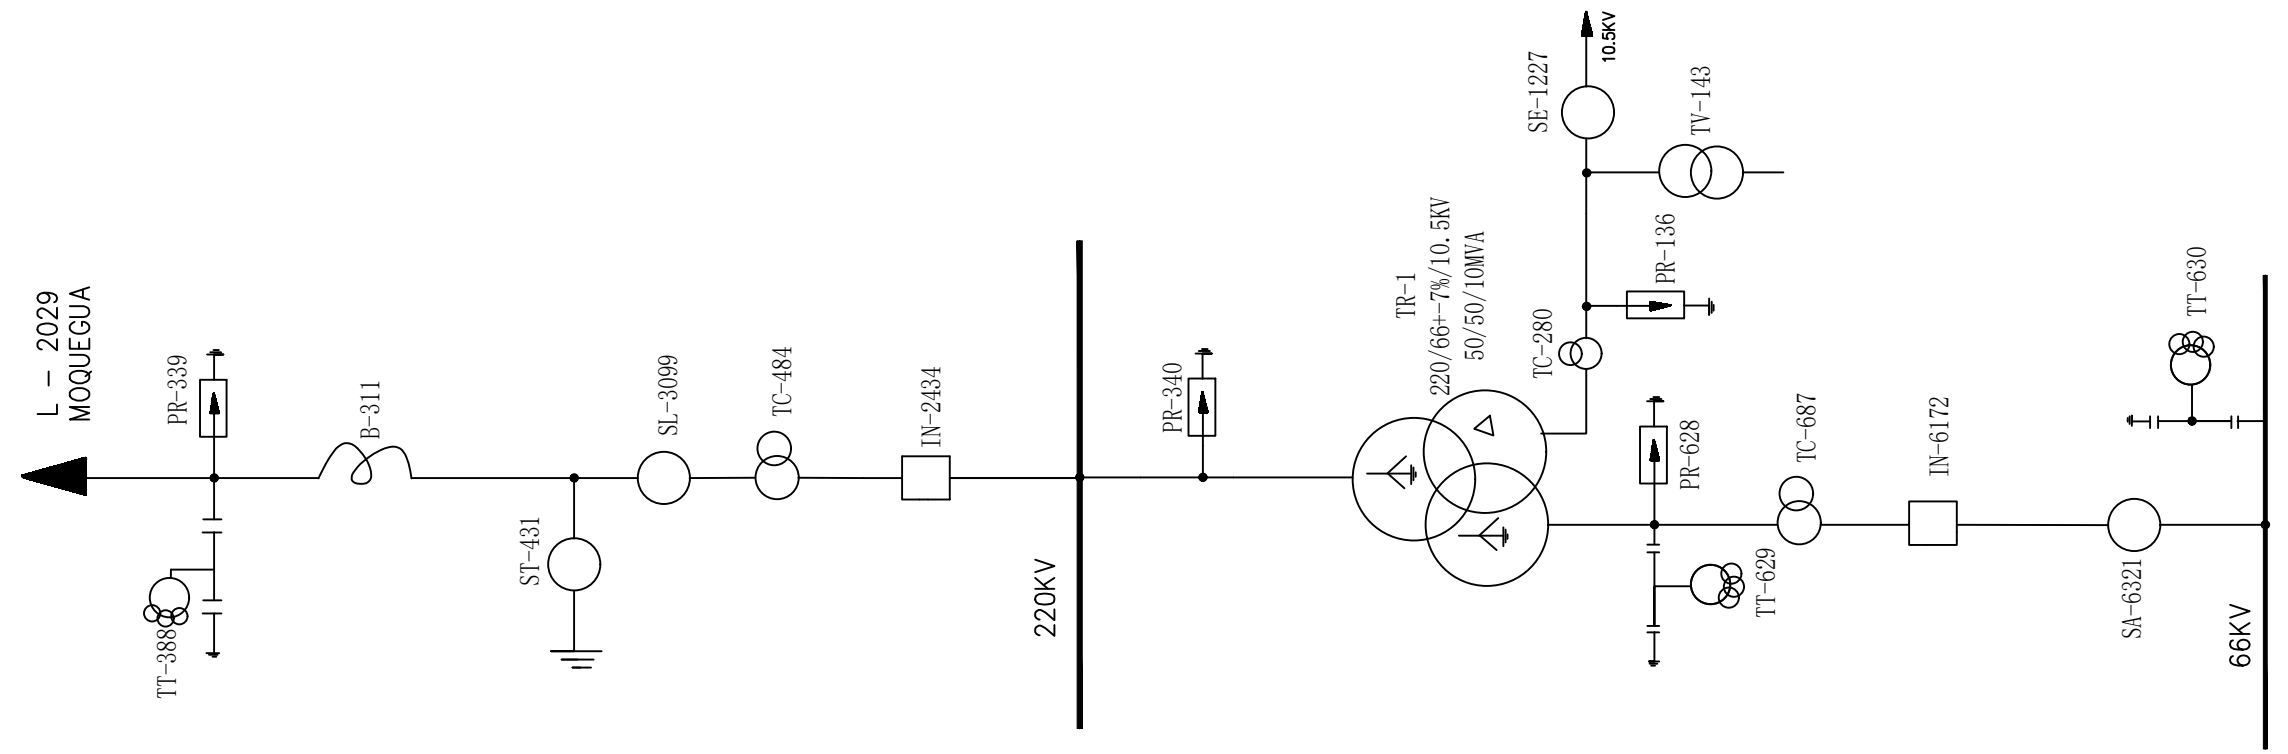 L - 2029
MOQUEGUA
PR-339
TT-388
B-311
ST-431
SL-3099
TC-484
IN-2434
220KV
PR-340
TR-1
220/66+-7%/10.5KV
50/50/10MVA
TC-280
PR-136
TV-143
SE-1227
10.5KV
PR-628
TT-629
TC-687
IN-6172
SA-6321
TT-630
66KV